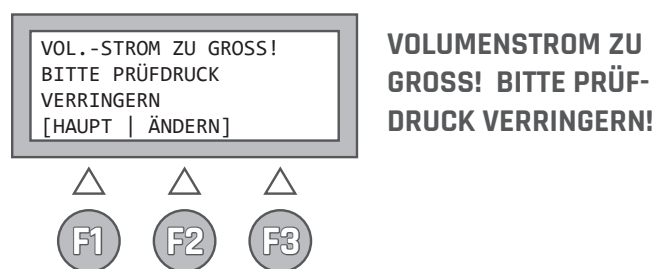 VOL.-STROM ZU GROSS!
BITTE PRÜFDRUCK
VERRINGERN
[HAUPT | ÄNDERN]
F1 F2 F3
VOLUMENSTROM ZU
GROSS! BITTE PRÜF-
DRUCK VERRINGERN!